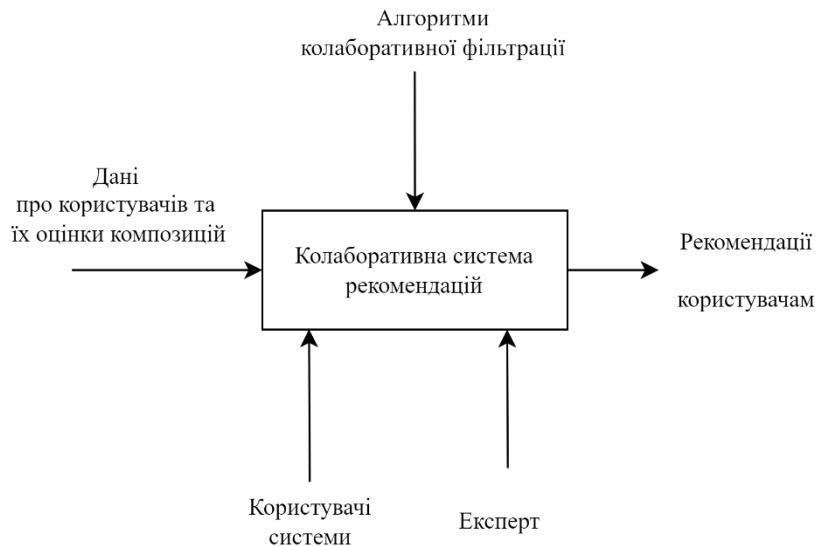 Алгоритми
колаборативної фільтрації
Дані
про користувачів та
їх оцінки композицій
Колаборативна система
рекомендацій
Рекомендації
користувачам
Користувачі
системи
Експерт